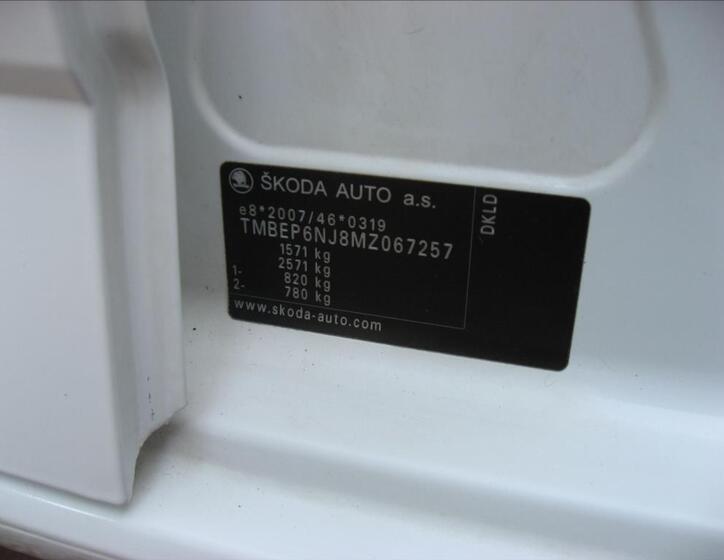 ŠKODA AUTO a.s.
e8*2007/46*0319
TMBEP6NJ8MZ067257
1571 kg
2571 kg
1- 820 kg
2- 780 kg
www.skoda-auto.com
DKLD